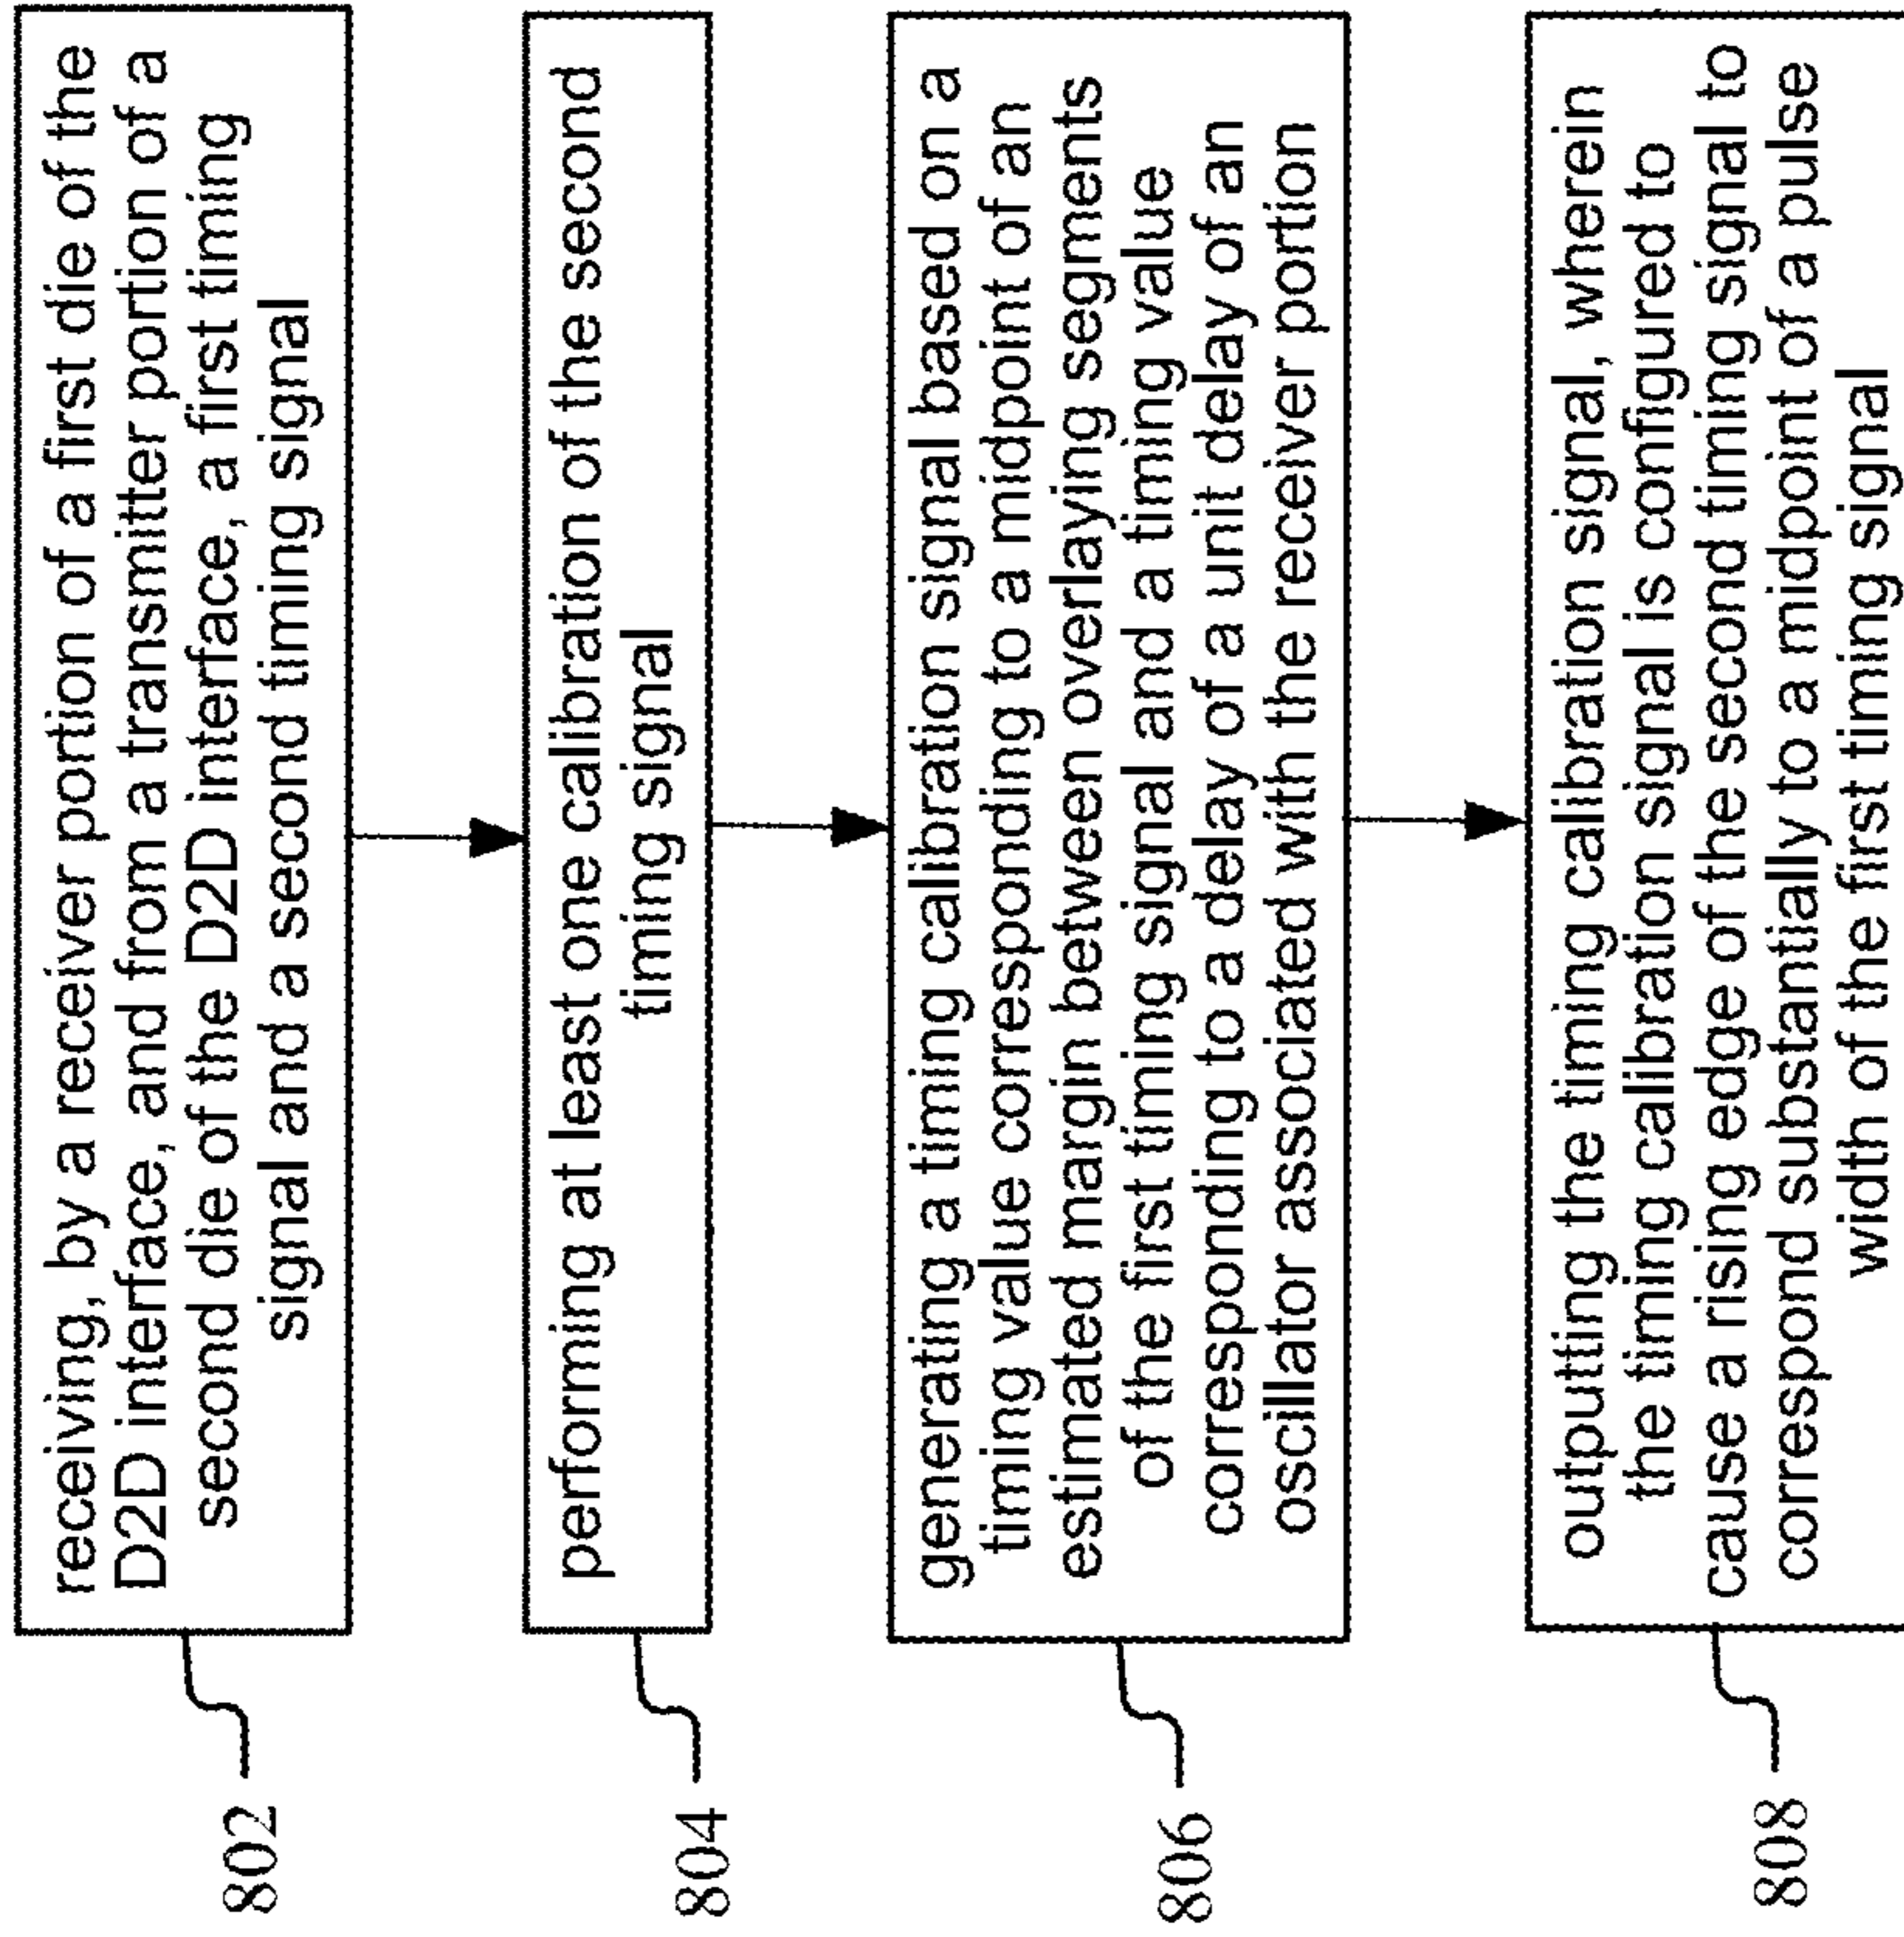 802
receiving, by a receiver portion of a first die of the
D2D interface, and from a transmitter portion of a
second die of the D2D interface, a first timing
signal and a second timing signal
804
performing at least one calibration of the second
timing signal
806
generating a timing calibration signal based on a
timing value corresponding to a midpoint of an
estimated margin between overlaying segments
of the first timing signal and a timing value
corresponding to a delay of a unit delay of an
oscillator associated with the receiver portion
808
outputting the timing calibration signal, wherein
the timing calibration signal is configured to
cause a rising edge of the second timing signal to
correspond substantially to a midpoint of a pulse
width of the first timing signal